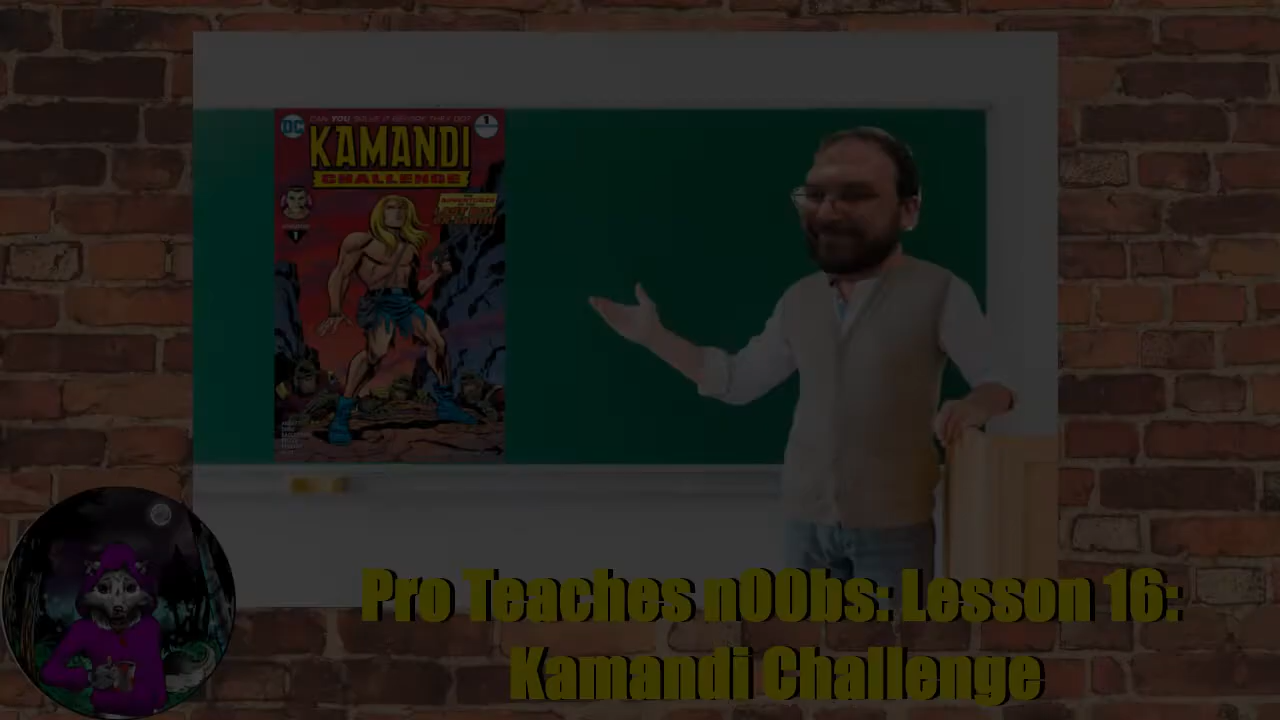 CAN YOU SOLVE IT BEFORE THEY DO?
DC
1
KAMANDI
CHALLENGE
Pro Teaches n00bs: Lesson 16:
Kamandi Challenge